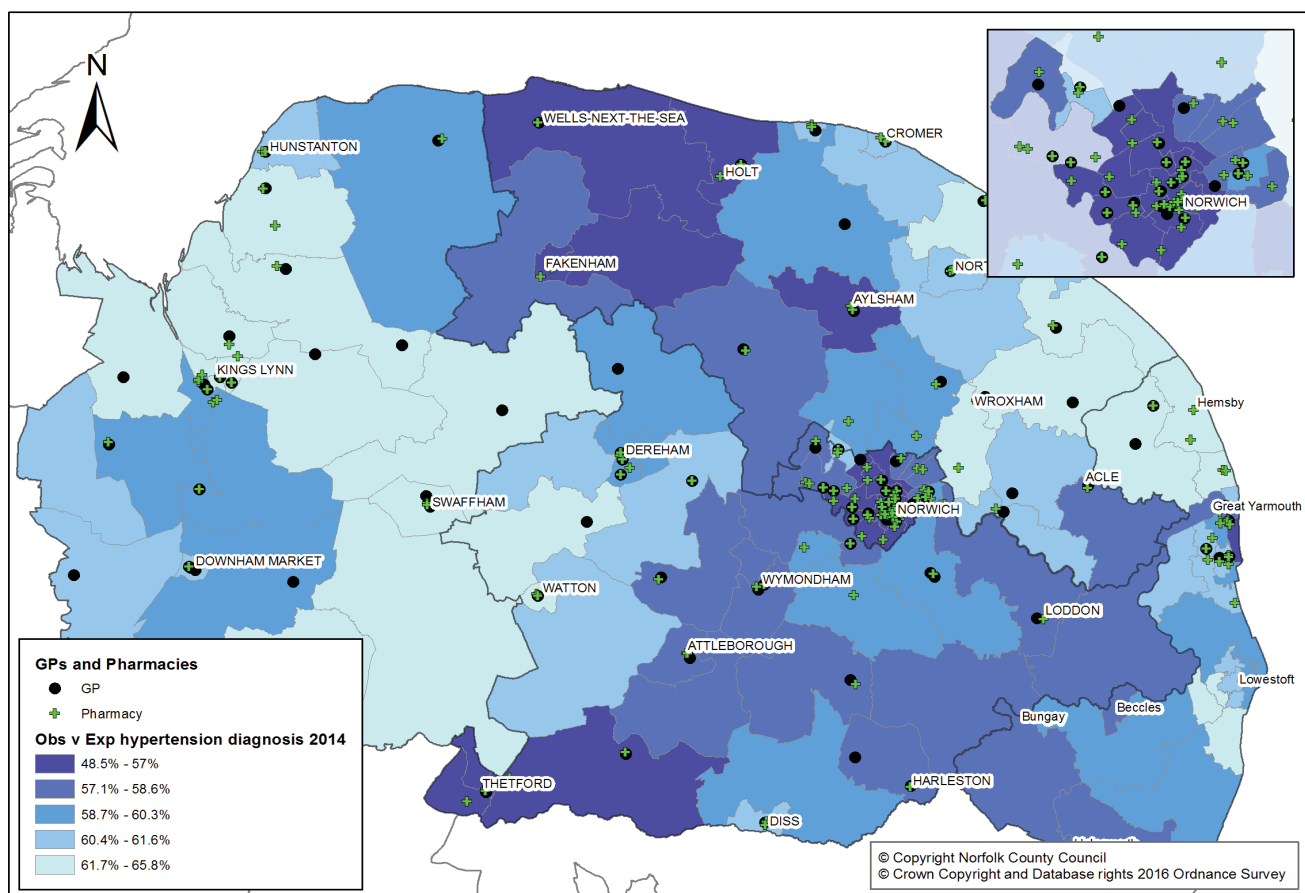 N
WELLS-NEXT-THE-SEA
CROMER
HUNSTANTON
HOLT
NORWICH
FAKENHAM
NORT
AYLSHAM
KINGS LYNN
WROXHAM
Hemsby
DEREHAM
ACLE
SWAFFHAM
NORWICH
Great Yarmouth
DOWNHAM MARKET
WATTON
WYMONDHAM
LODDON
ATTLEBOROUGH
Lowestoft
Beccles
Bungay
THETFORD
HARLESTON
DISS
GPs and Pharmacies
GP
Pharmacy
Obs v Exp hypertension diagnosis 2014
48.5% - 57%
57.1% - 58.6%
58.7% - 60.3%
60.4% - 61.6%
61.7% - 65.8%
© Copyright Norfolk County Council
© Crown Copyright and Database rights 2016 Ordnance Survey